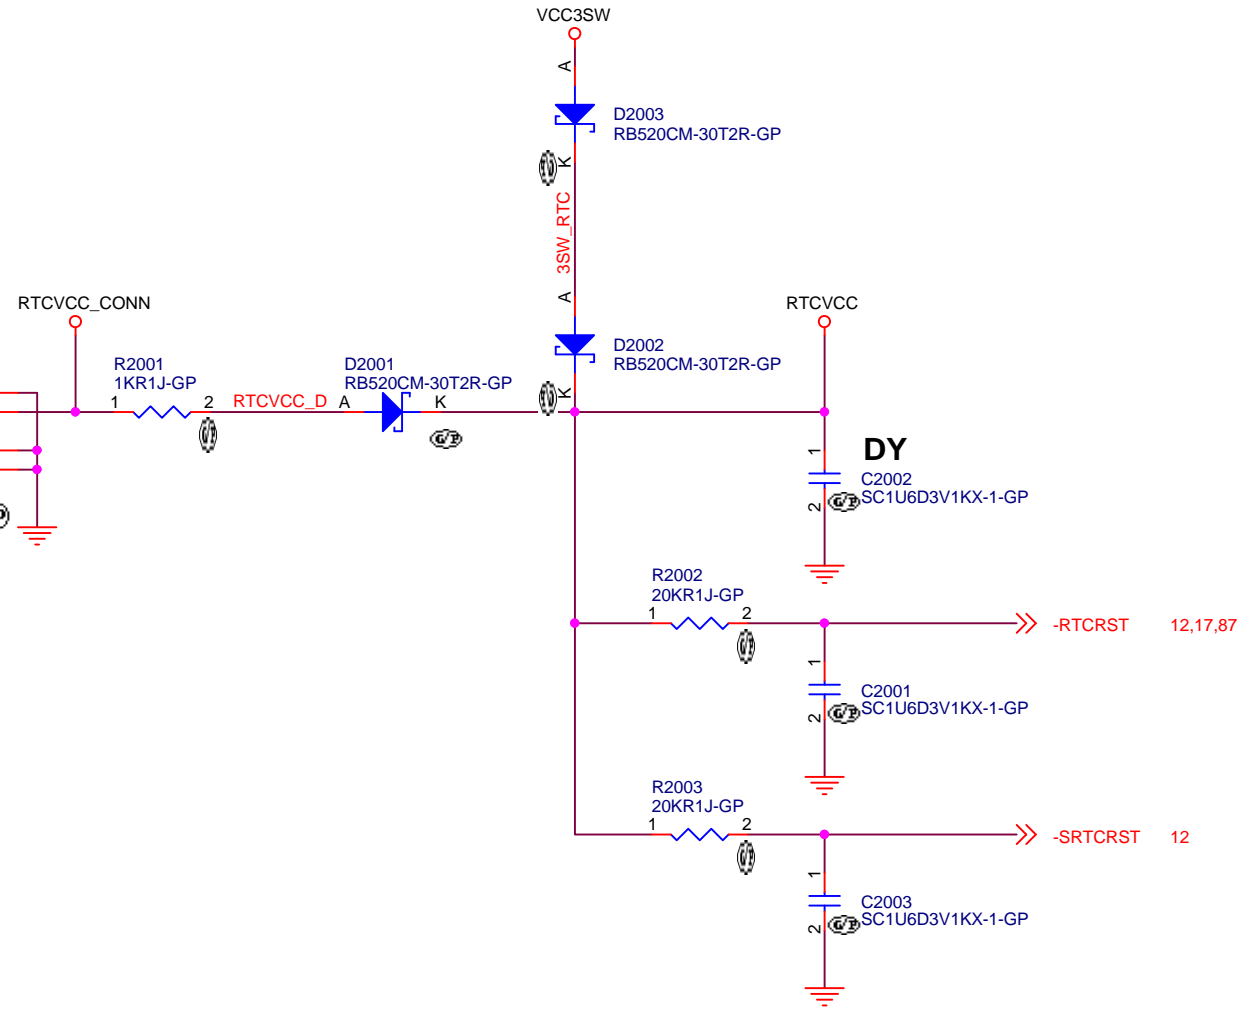 VCC3SW
A
D2003
RB520CM-30T2R-GP
K
3SW_RTC
A
D2002
RB520CM-30T2R-GP
K
RTCVCC_CONN
RTCVCC
R2001
1KR1J-GP
1
2
RTCVCC_D
D2001
RB520CM-30T2R-GP
A
K
G/P
1
DY
C2002
SC1U6D3V1KX-1-GP
2
G/P
R2002
20KR1J-GP
1
2
-RTCRST 12,17,87
1
C2001
SC1U6D3V1KX-1-GP
2
G/P
R2003
20KR1J-GP
1
2
-SRTCRST 12
1
C2003
SC1U6D3V1KX-1-GP
2
G/P